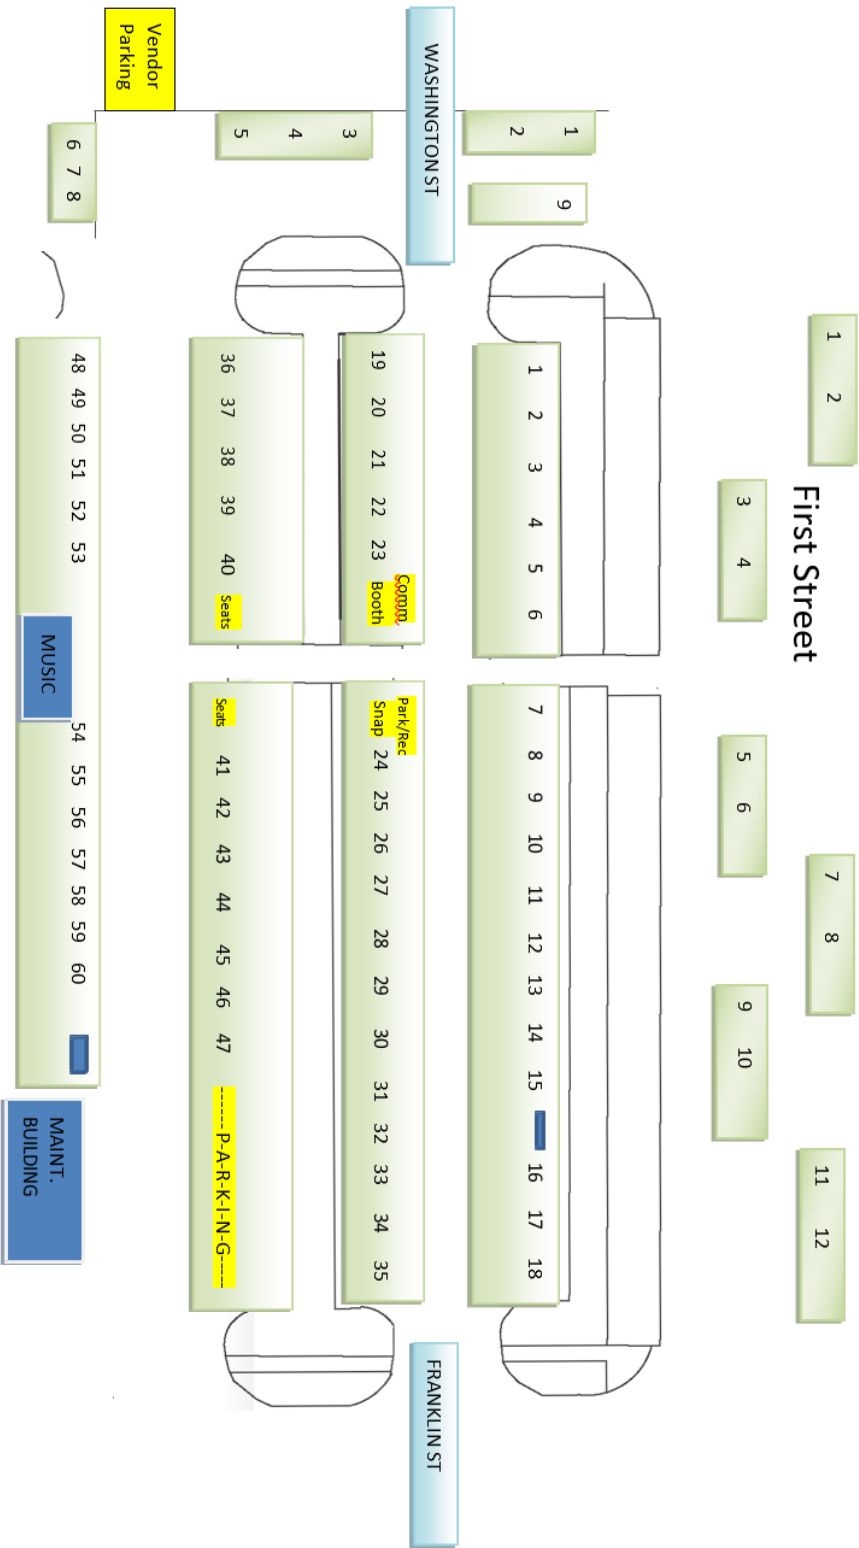 1 2
7 8
11 12
First Street
3 4
5 6
9 10
1
9
2
1 2 3 4 5 6
7 8 9 10 11 12 13 14 15 16 17 18
WASHINGTON ST
FRANKLIN ST
3
4
5
19 20 21 22 23
Comm
Booth
Park/Rec
Snap
24 25 26 27 28 29 30 31 32 33 34 35
36 37 38 39 40 Seats
Seats 41 42 43 44 45 46 47 ------P-A-R-K-I-N-G-----
Vendor
Parking
6 7 8
48 49 50 51 52 53
MUSIC
54 55 56 57 58 59 60
MAINT.
BUILDING